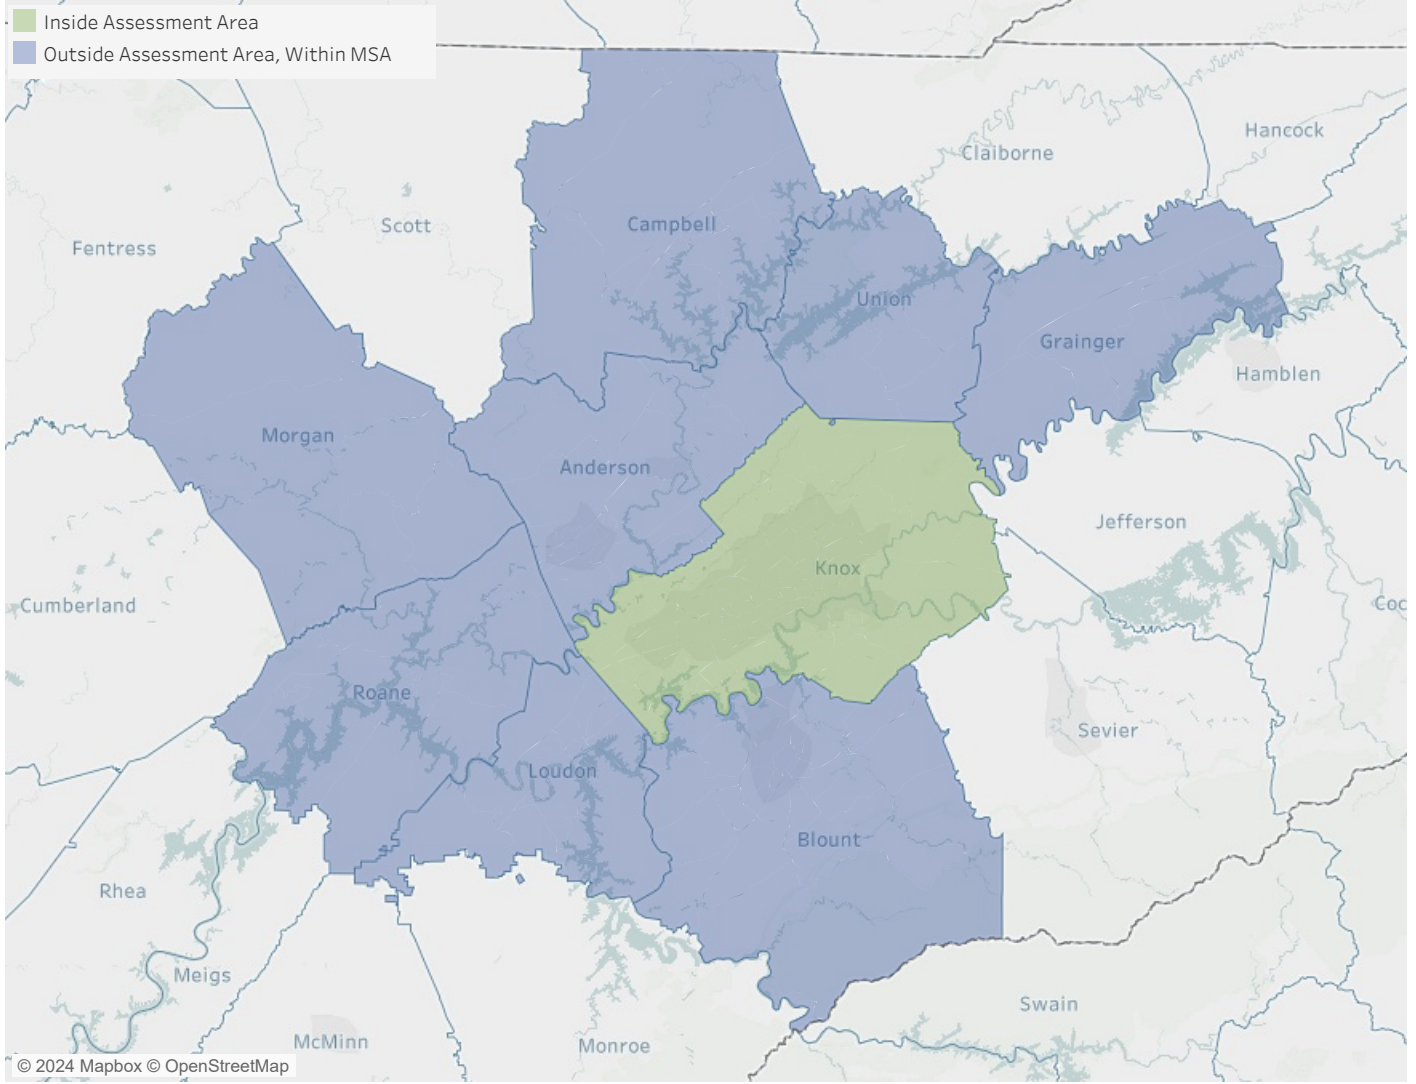 Inside Assessment Area
Outside Assessment Area, Within MSA
Hancock
Claiborne
Scott
Campbell
Fentress
Union
Grainger
Hamblen
Morgan
Anderson
Jefferson
Knox
Cumberland
Coc
Roane
Sevier
Loudon
Blount
Rhea
Meigs
Swain
McMinn
Monroe
© 2024 Mapbox © OpenStreetMap